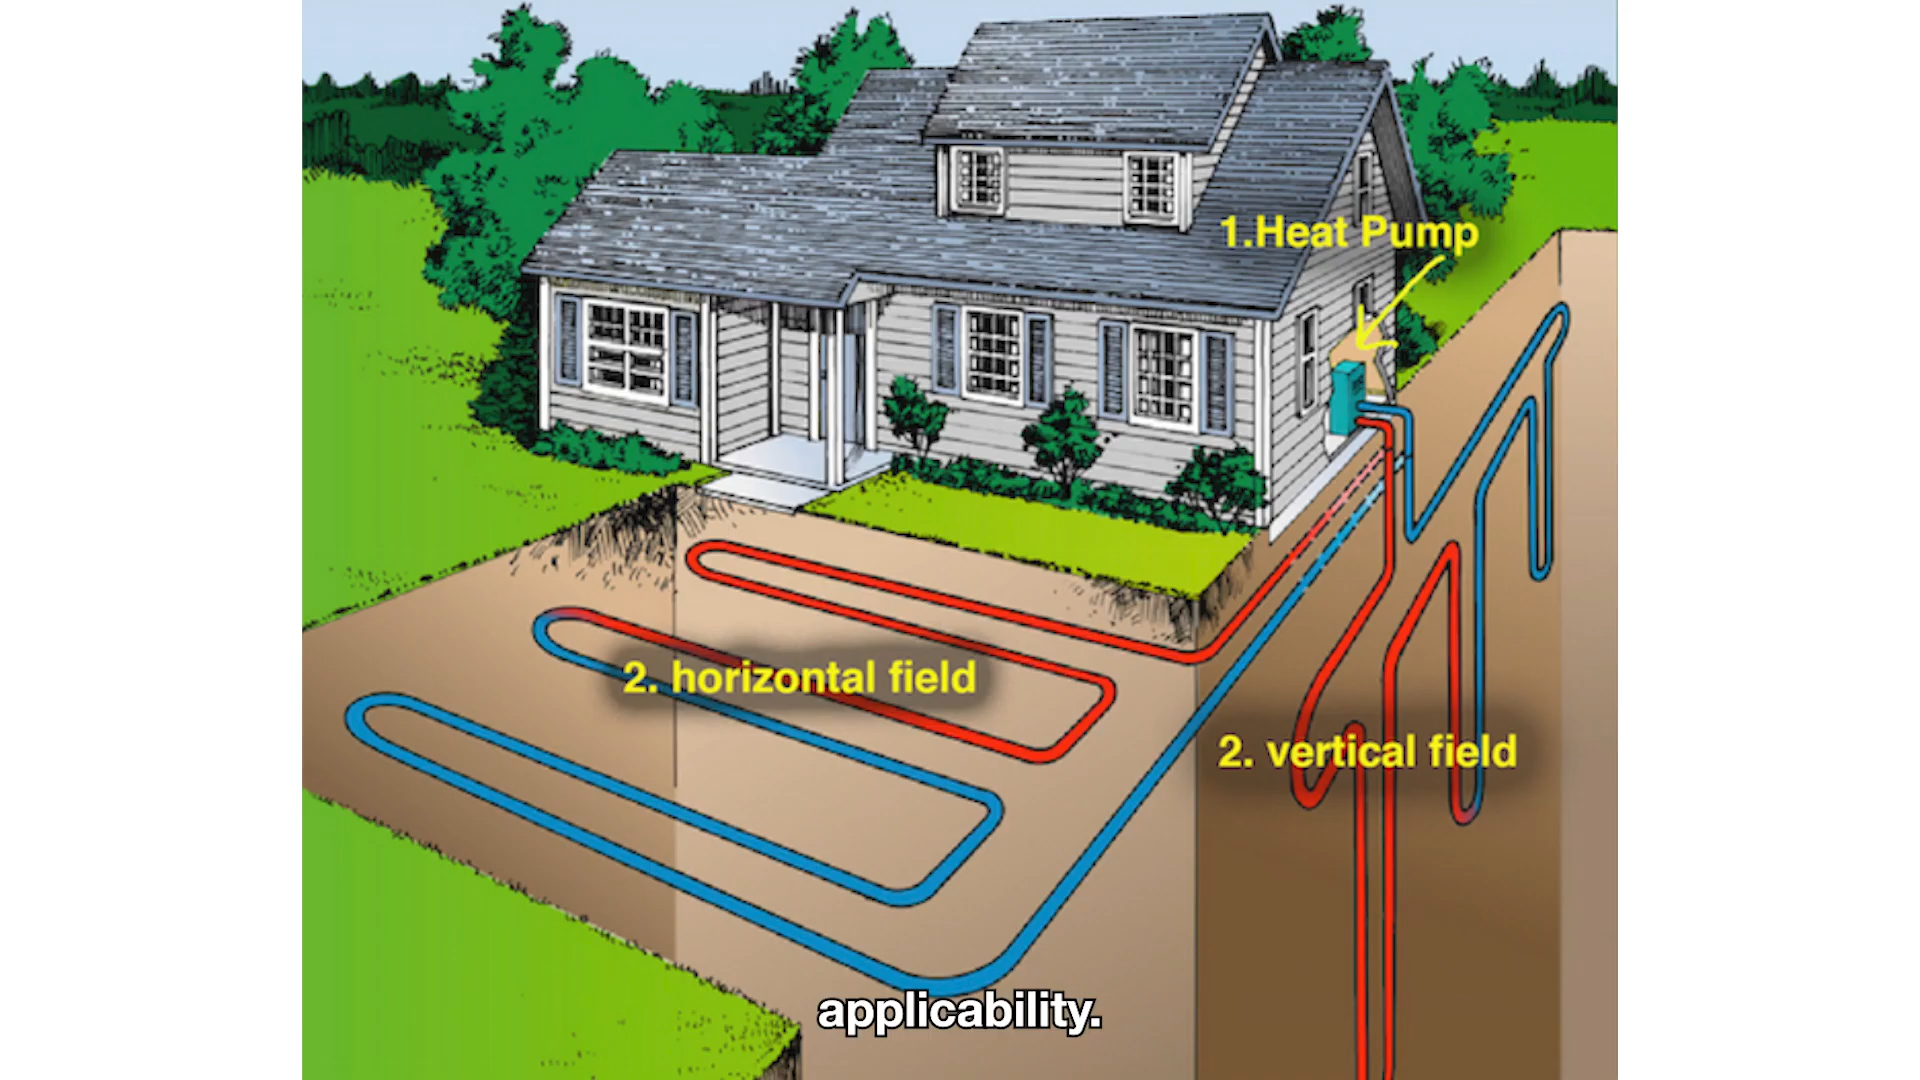 1.Heat Pump
2. horizontal field
2. vertical field
applicability.